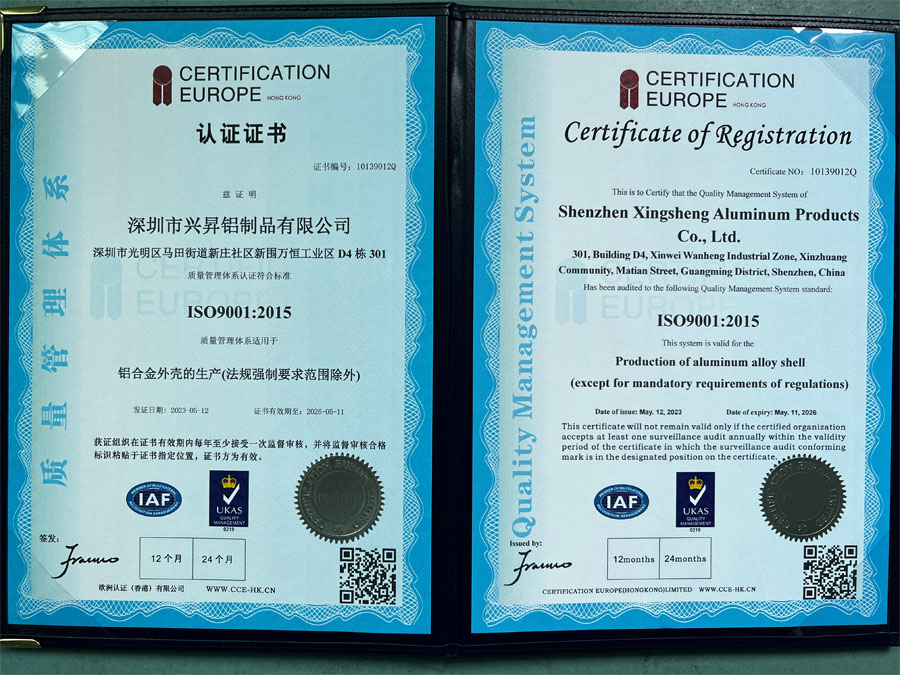 CERTIFICATION
EUROPE HONG KONG
认证证书
证书编号：10139012Q
兹 证 明
深圳市兴昇铝制品有限公司
深圳市光明区马田街道新庄社区新围万恒工业区 D4 栋 301
质量管理体系认证符合标准
ISO9001:2015
质量管理体系适用于
铝合金外壳的生产(法规强制要求范围除外)
发证日期: 2023-05-12 证书有效期至: 2026-05-11
获证组织在证书有效期内每年至少接受一次监督审核，并将监督审核合格
标识粘贴于证书指定位置，证书方为有效。
IAF
UKAS
QUALITY
MANAGEMENT
0219
签发:
12 个月 24 个月
欧洲认证（香港）有限公司 WWW.CCE-HK.CN
质量管理体系
CERTIFICATION
EUROPE HONG KONG
Certificate of Registration
Certificate NO： 10139012Q
This is to Certify that the Quality Management System of
Shenzhen Xingsheng Aluminum Products
Co., Ltd.
301, Building D4, Xinwei Wanheng Industrial Zone, Xinzhuang
Community, Matian Street, Guangming District, Shenzhen, China
Has been audited to the following Quality Management System standard:
ISO9001:2015
This system is valid for the
Production of aluminum alloy shell
(except for mandatory requirements of regulations)
Date of issue: May. 12, 2023 Date of expiry: May. 11, 2026
This certificate will not remain valid only if the certified organization
accepts at least one surveillance audit annually within the validity
period of the certificate in which the surveillance audit conforming
mark is in the designated position on the certificate.
IAF
UKAS
QUALITY
MANAGEMENT
0219
Issued by:
12months 24months
CERTIFICATION EUROPE(HONGKONG)LIMITED WWW.CCE-HK.CN
Quality Management System